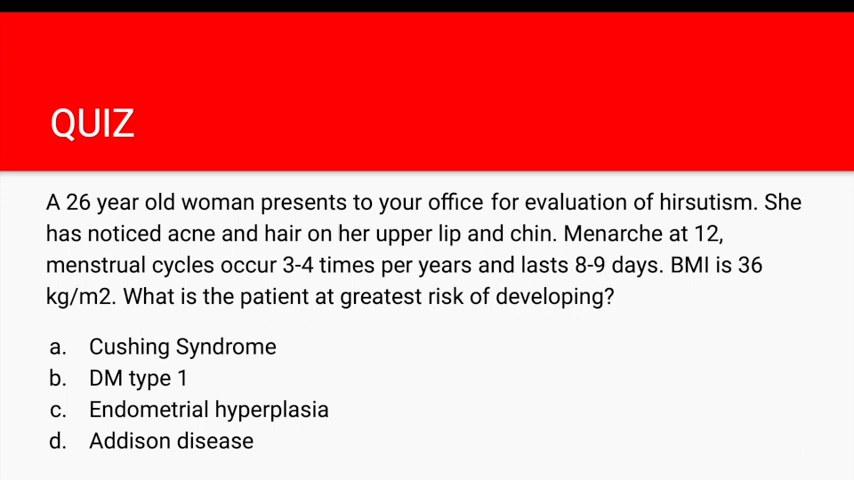 QUIZ
A 26 year old woman presents to your office for evaluation of hirsutism. She
has noticed acne and hair on her upper lip and chin. Menarche at 12,
menstrual cycles occur 3-4 times per years and lasts 8-9 days. BMI is 36
kg/m2. What is the patient at greatest risk of developing?
a. Cushing Syndrome
b. DM type 1
c. Endometrial hyperplasia
d. Addison disease